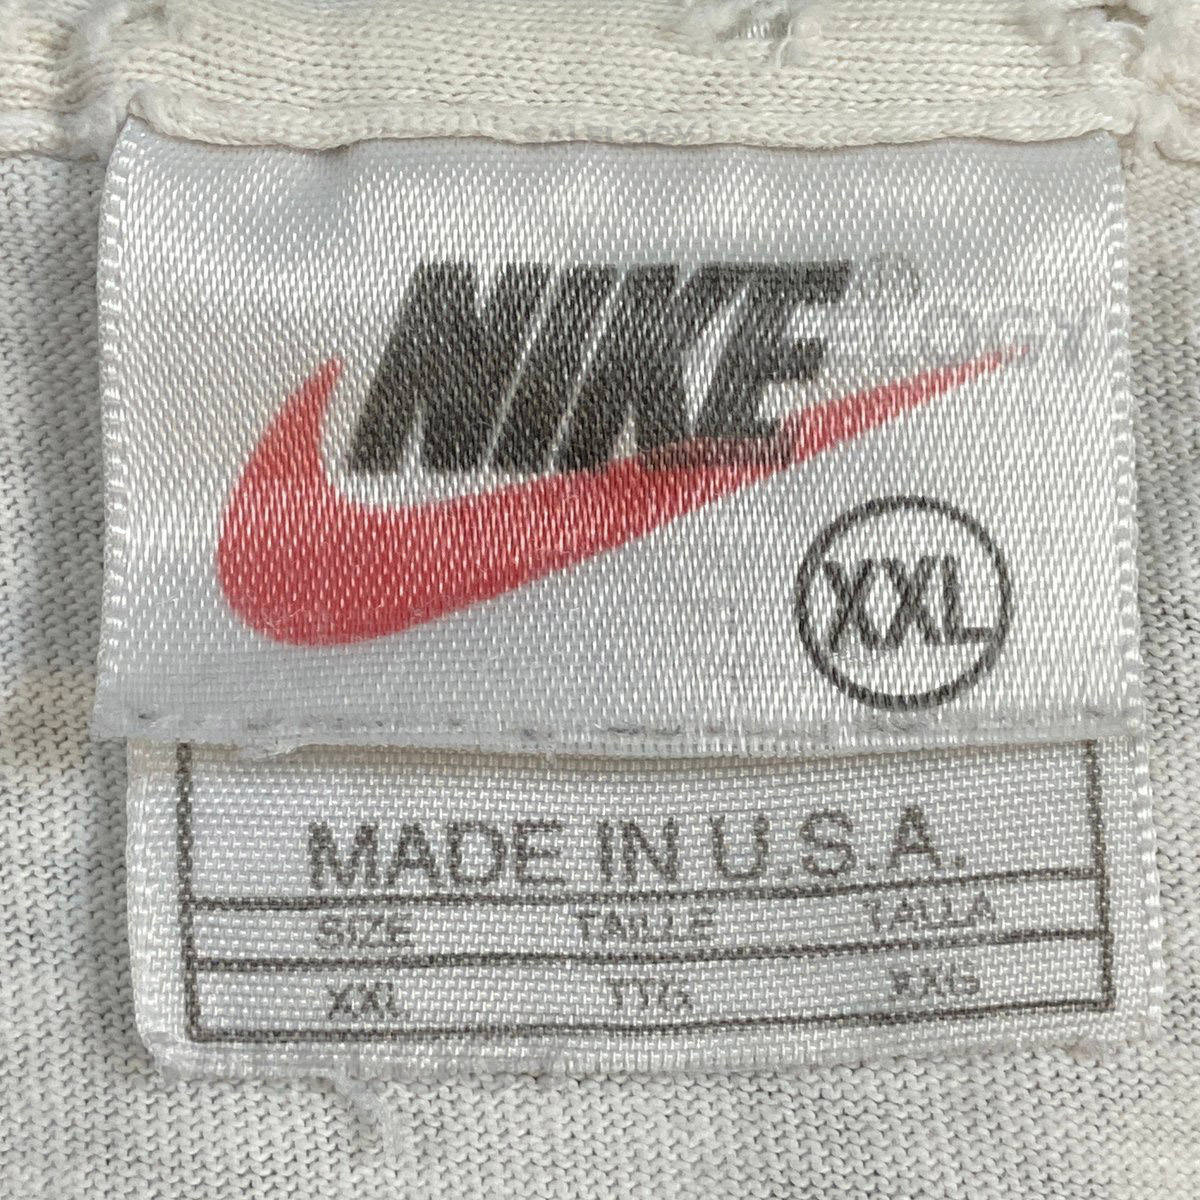 NIKE®
XXL
MADE IN U.S.A.
SIZE TAILLE TALLA
XXL TTG XXG